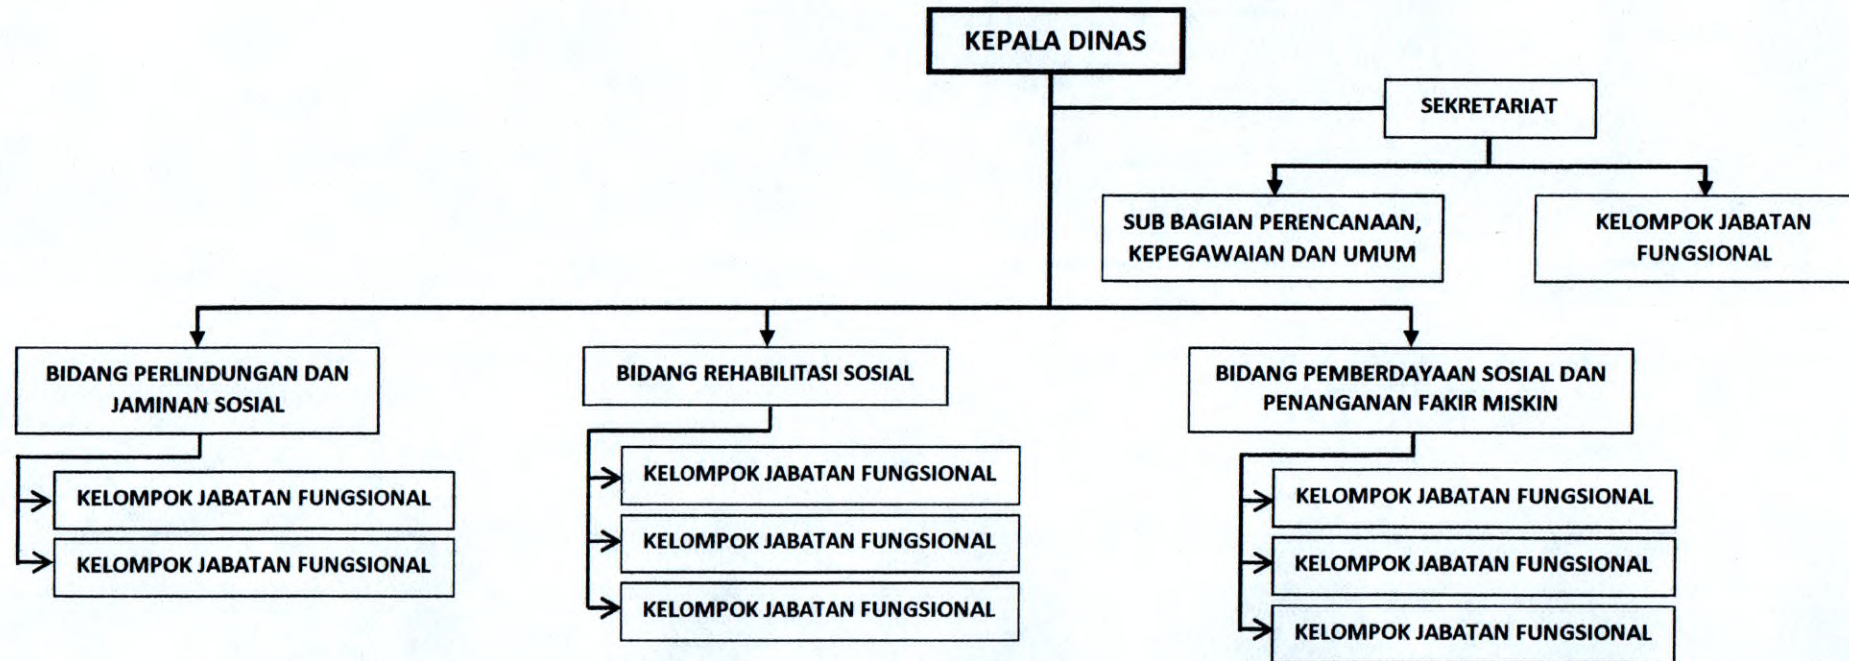 KEPALA DINAS
SEKRETARIAT
SUB BAGIAN PERENCANAAN,
KEPEGAWAIAN DAN UMUM
KELOMPOK JABATAN
FUNGSIONAL
BIDANG PERLINDUNGAN DAN
JAMINAN SOSIAL
KELOMPOK JABATAN FUNGSIONAL
KELOMPOK JABATAN FUNGSIONAL
BIDANG REHABILITASI SOSIAL
KELOMPOK JABATAN FUNGSIONAL
KELOMPOK JABATAN FUNGSIONAL
KELOMPOK JABATAN FUNGSIONAL
BIDANG PEMBERDAYAAN SOSIAL DAN
PENANGANAN FAKIR MISKIN
KELOMPOK JABATAN FUNGSIONAL
KELOMPOK JABATAN FUNGSIONAL
KELOMPOK JABATAN FUNGSIONAL